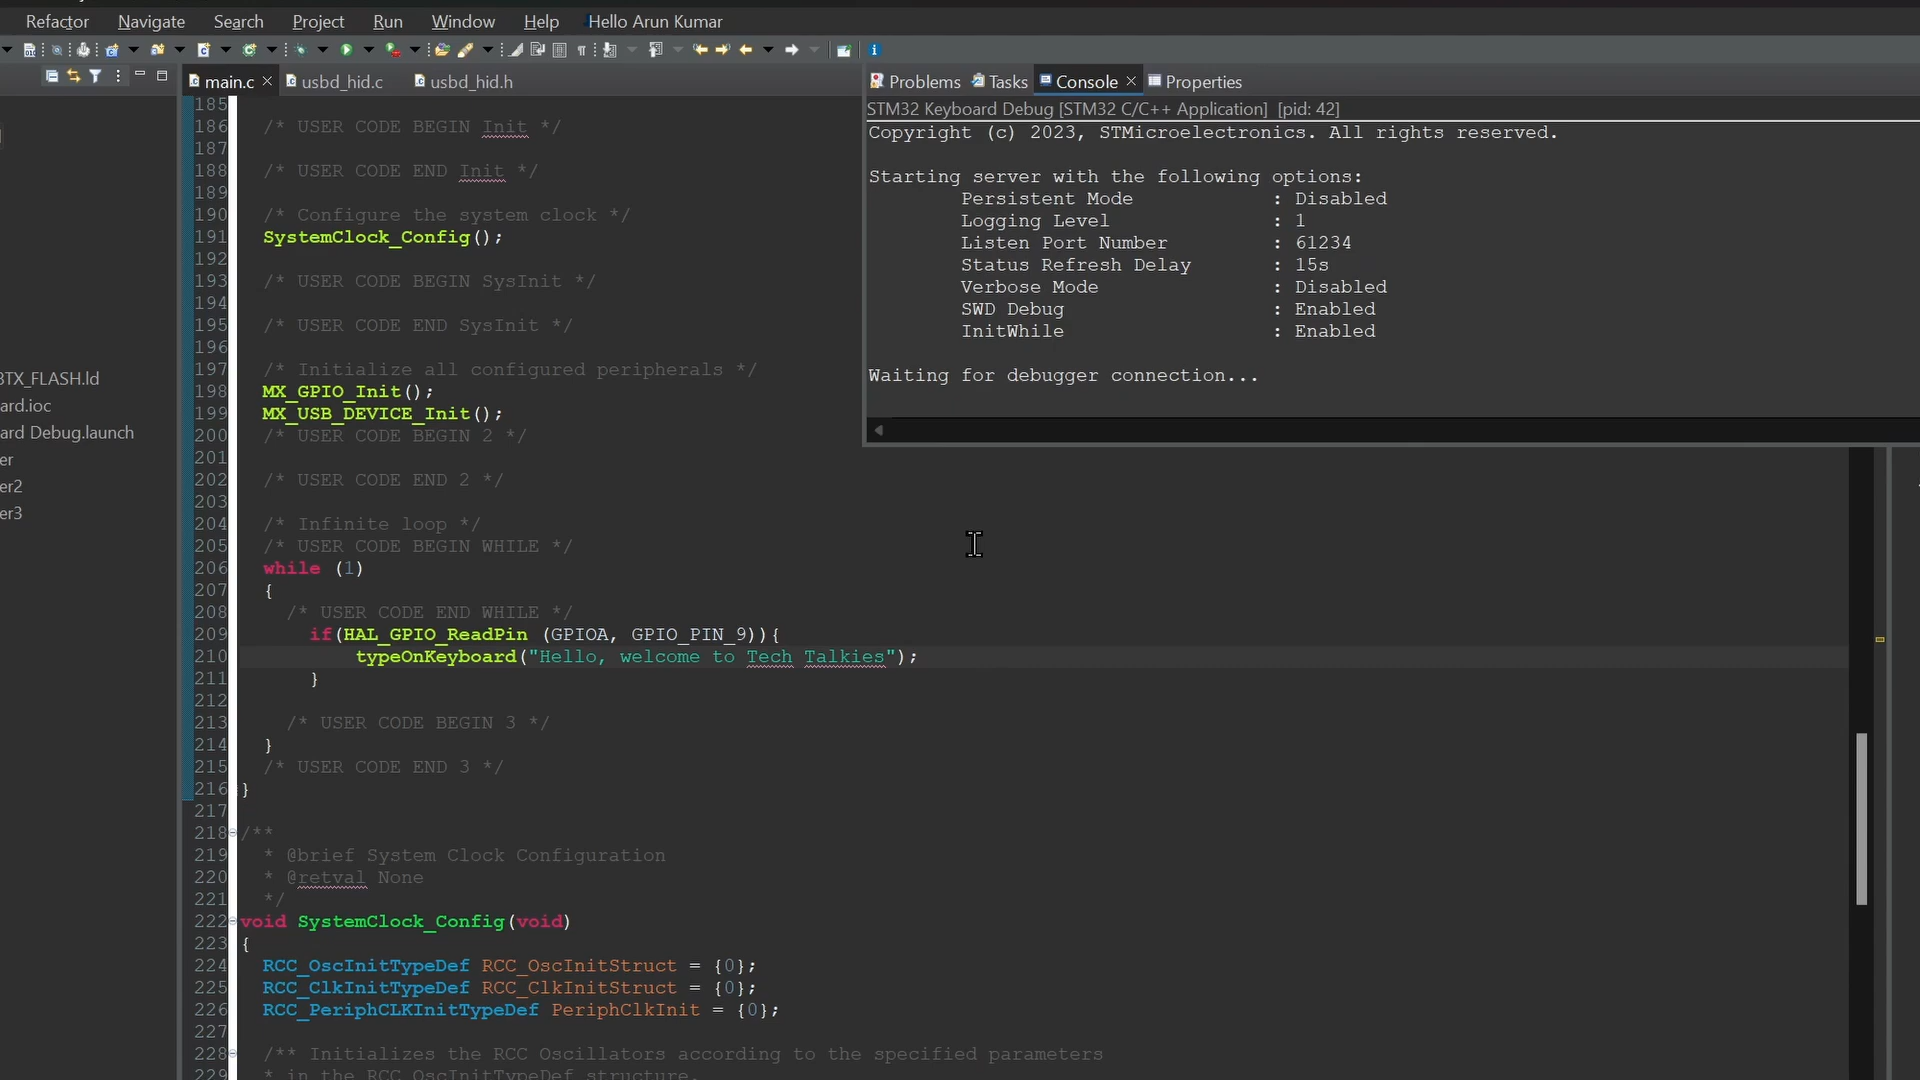 Refactor Navigate Search Project Run Window Help Hello Arun Kumar
main.c usbd_hid.c usbd_hid.h
Problems Tasks Console Properties
STM32 Keyboard Debug [STM32 C/C++ Application] [pid: 42]
Copyright (c) 2023, STMicroelectronics. All rights reserved.
Starting server with the following options:
Persistent Mode : Disabled
Logging Level : 1
Listen Port Number : 61234
Status Refresh Delay : 15s
Verbose Mode : Disabled
SWD Debug : Enabled
InitWhile : Enabled
Waiting for debugger connection...
BTX_FLASH.ld
ard.ioc
ard Debug.launch
er
er2
er3
185
186 /* USER CODE BEGIN Init */
187
188 /* USER CODE END Init */
189
190 /* Configure the system clock */
191 SystemClock_Config();
192
193 /* USER CODE BEGIN SysInit */
194
195 /* USER CODE END SysInit */
196
197 /* Initialize all configured peripherals */
198 MX_GPIO_Init();
199 MX_USB_DEVICE_Init();
200 /* USER CODE BEGIN 2 */
201
202 /* USER CODE END 2 */
203
204 /* Infinite loop */
205 /* USER CODE BEGIN WHILE */
206 while (1)
207 {
208 /* USER CODE END WHILE */
209 if(HAL_GPIO_ReadPin (GPIOA, GPIO_PIN_9)){
210 typeOnKeyboard("Hello, welcome to Tech Talkies");
211 }
212
213 /* USER CODE BEGIN 3 */
214 }
215 /* USER CODE END 3 */
216 }
217
218 /**
219 * @brief System Clock Configuration
220 * @retval None
221 */
222 void SystemClock_Config(void)
223 {
224 RCC_OscInitTypeDef RCC_OscInitStruct = {0};
225 RCC_ClkInitTypeDef RCC_ClkInitStruct = {0};
226 RCC_PeriphCLKInitTypeDef PeriphClkInit = {0};
227
228 /** Initializes the RCC Oscillators according to the specified parameters
229 * in the RCC_OscInitTypeDef structure.